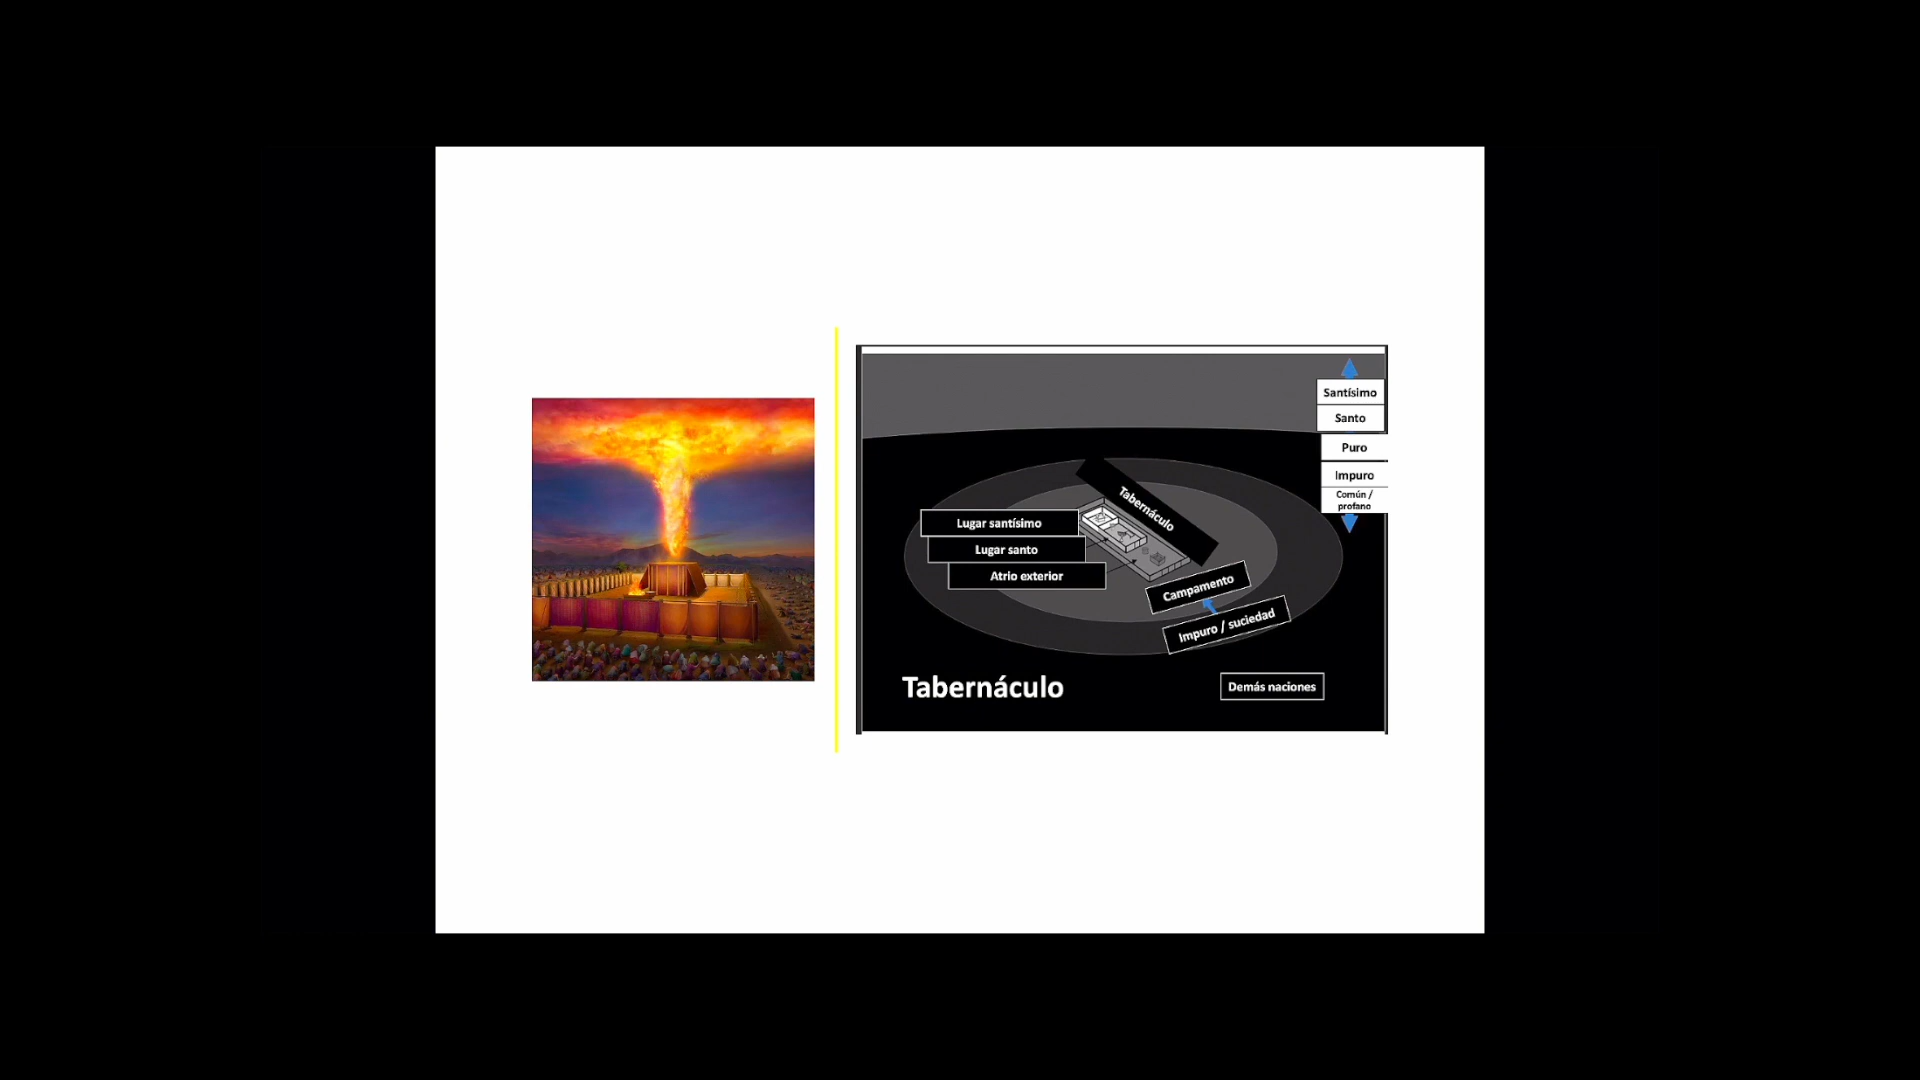 Santísimo
Santo
Puro
Impuro
Común /
profano
Tabernáculo
Lugar santísimo
Lugar santo
Atrio exterior
Campamento
Impuro / suciedad
Tabernáculo
Demás naciones